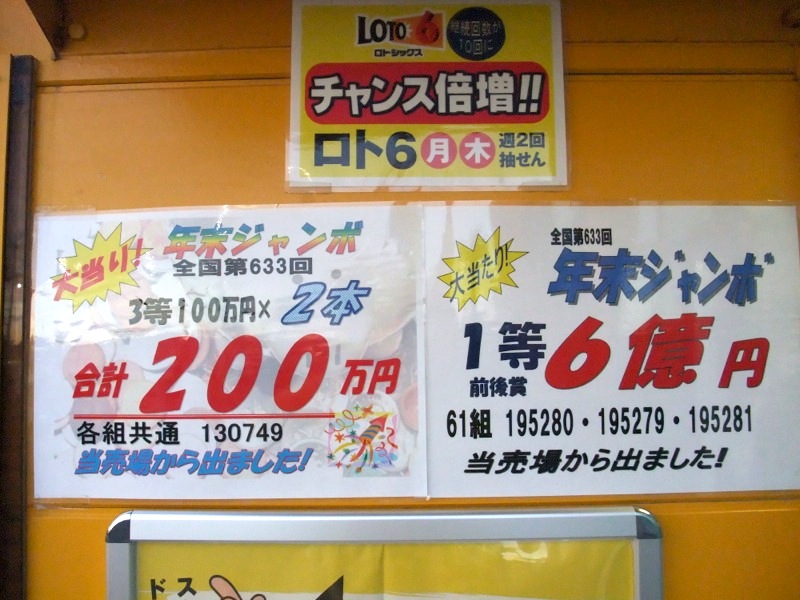 LOTO 6
ロトシックス
継続回数が
10回に
チャンス倍増!!
ロト6 月 木 週2回
抽せん
大当り!
年末ジャンボ
全国第633回
3等100万円× 2本
合計 200万円
各組共通 130749
当売場から出ました!
全国第633回
大当たり!
年末ジャンボ
1等
前後賞
6億円
61組 195280・195279・195281
当売場から出ました!
ドス